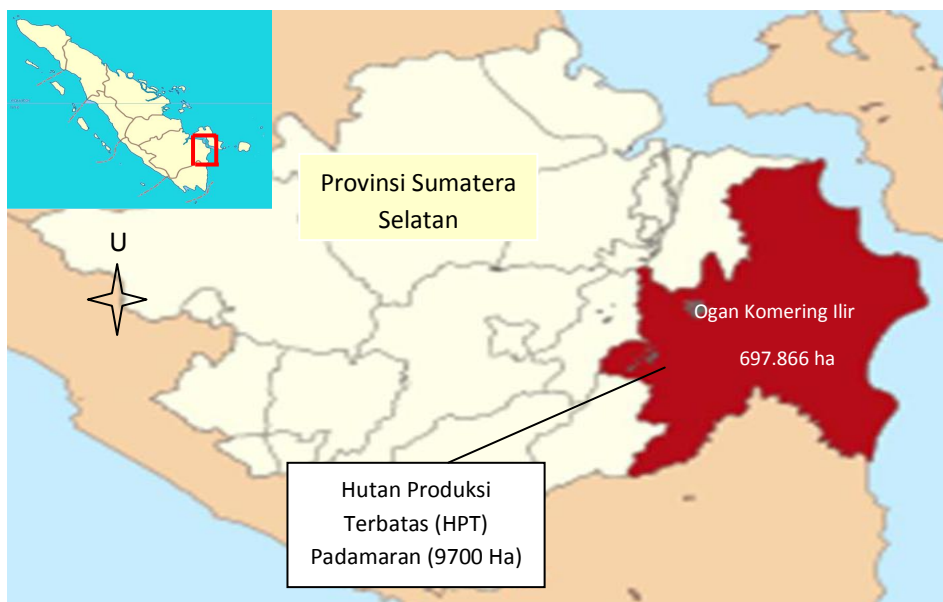 Provinsi Sumatera
Selatan
U
Ogan Komering Ilir
697.866 ha
Hutan Produksi
Terbatas (HPT)
Padamaran (9700 Ha)